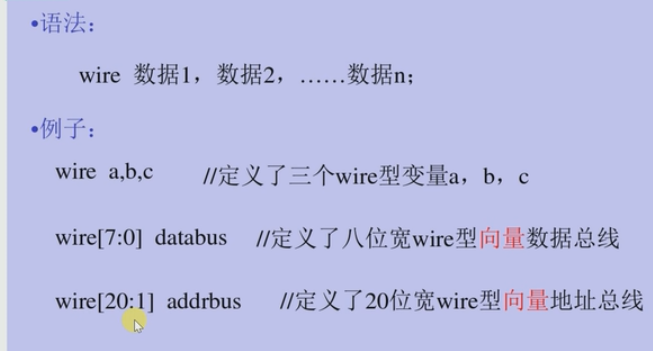 •语法：
wire 数据1，数据2，……数据n；
•例子：
wire a,b,c //定义了三个wire型变量a，b，c
wire[7:0] databus //定义了八位宽wire型向量数据总线
wire[20:1] addrbus //定义了20位宽wire型向量地址总线